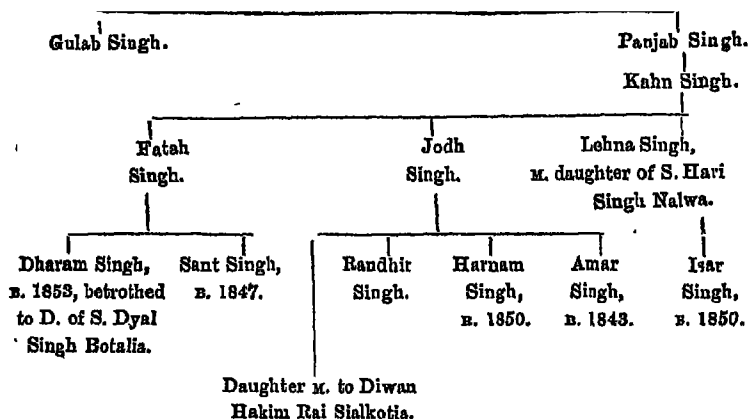 Gulab Singh.
Panjab Singh.
Kahn Singh.
Fatah
Singh.
Jodh
Singh.
Lehna Singh,
M. daughter of S. Hari
Singh Nalwa.
Dharam Singh,
B. 1853, betrothed
to D. of S. Dyal
Singh Botalia.
Sant Singh,
B. 1847.
Randhir
Singh.
Harnam
Singh,
B. 1850.
Amar
Singh,
B. 1843.
Isar
Singh,
B. 1850.
Daughter M. to Diwan
Hakim Rai Sialkotia.